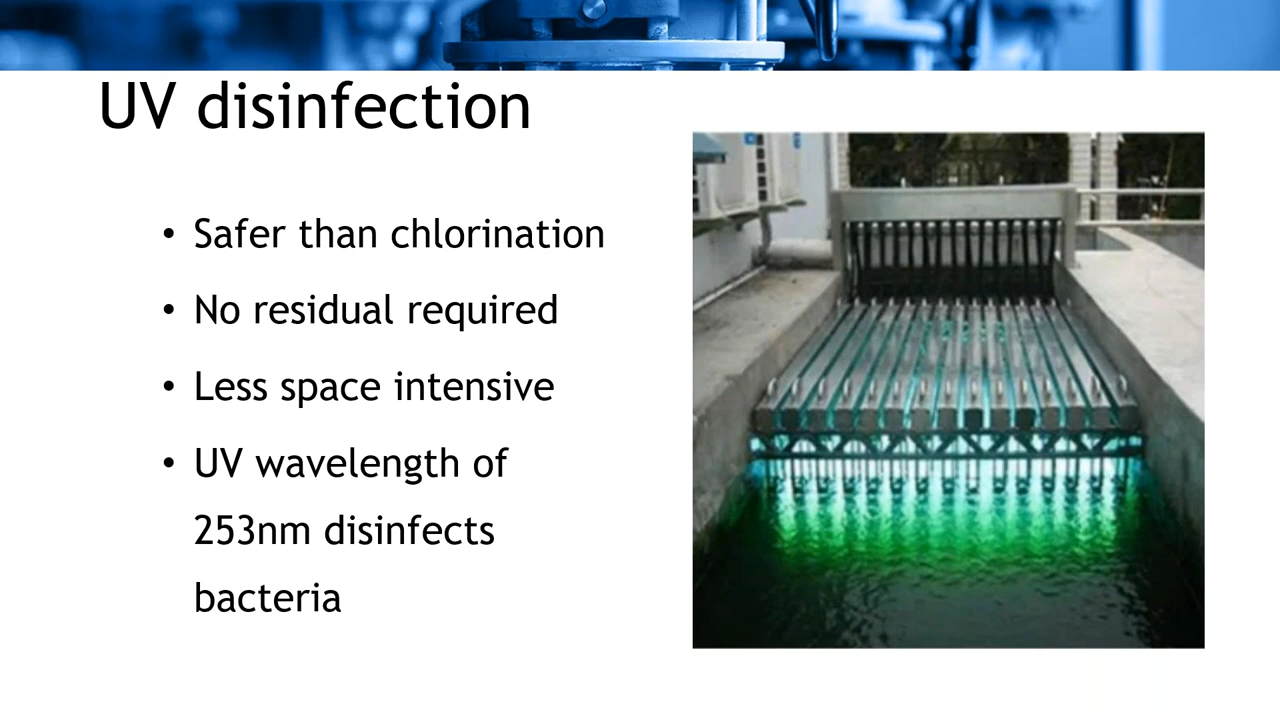 UV disinfection
• Safer than chlorination
• No residual required
• Less space intensive
• UV wavelength of
253nm disinfects
bacteria